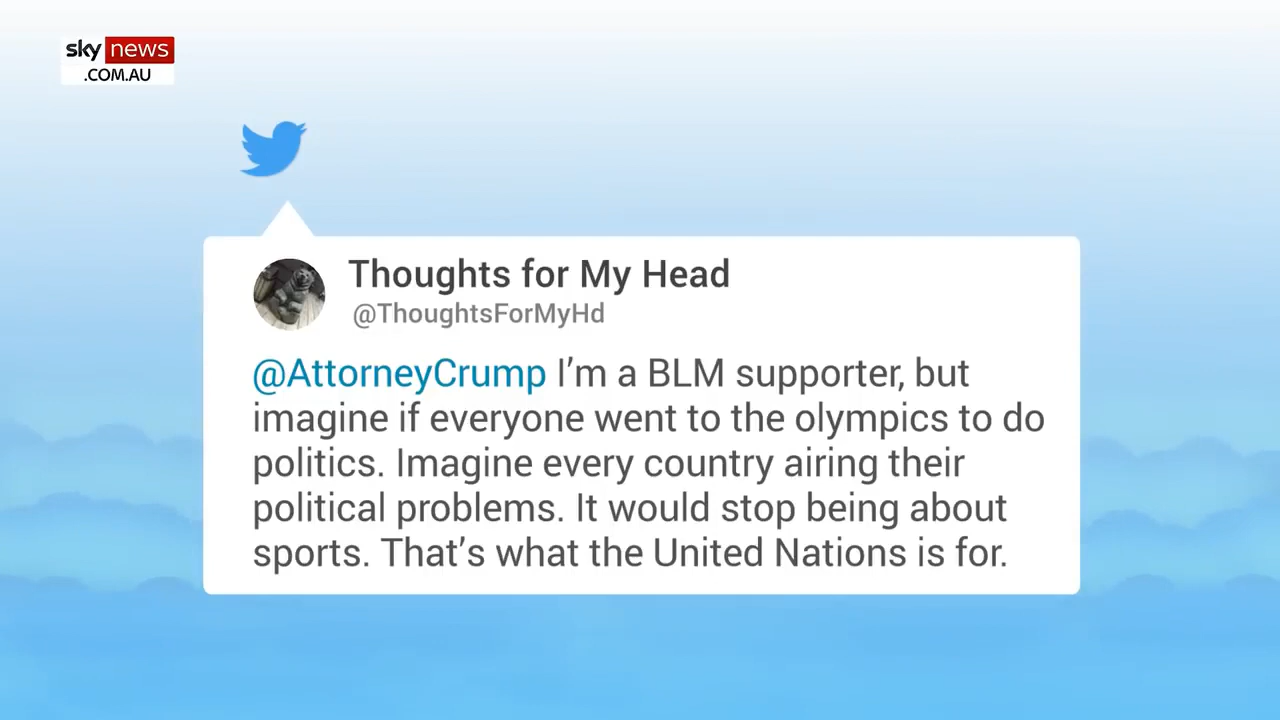 sky news
.COM.AU
Thoughts for My Head
@ThoughtsForMyHd
@AttorneyCrump I’m a BLM supporter, but
imagine if everyone went to the olympics to do
politics. Imagine every country airing their
political problems. It would stop being about
sports. That’s what the United Nations is for.